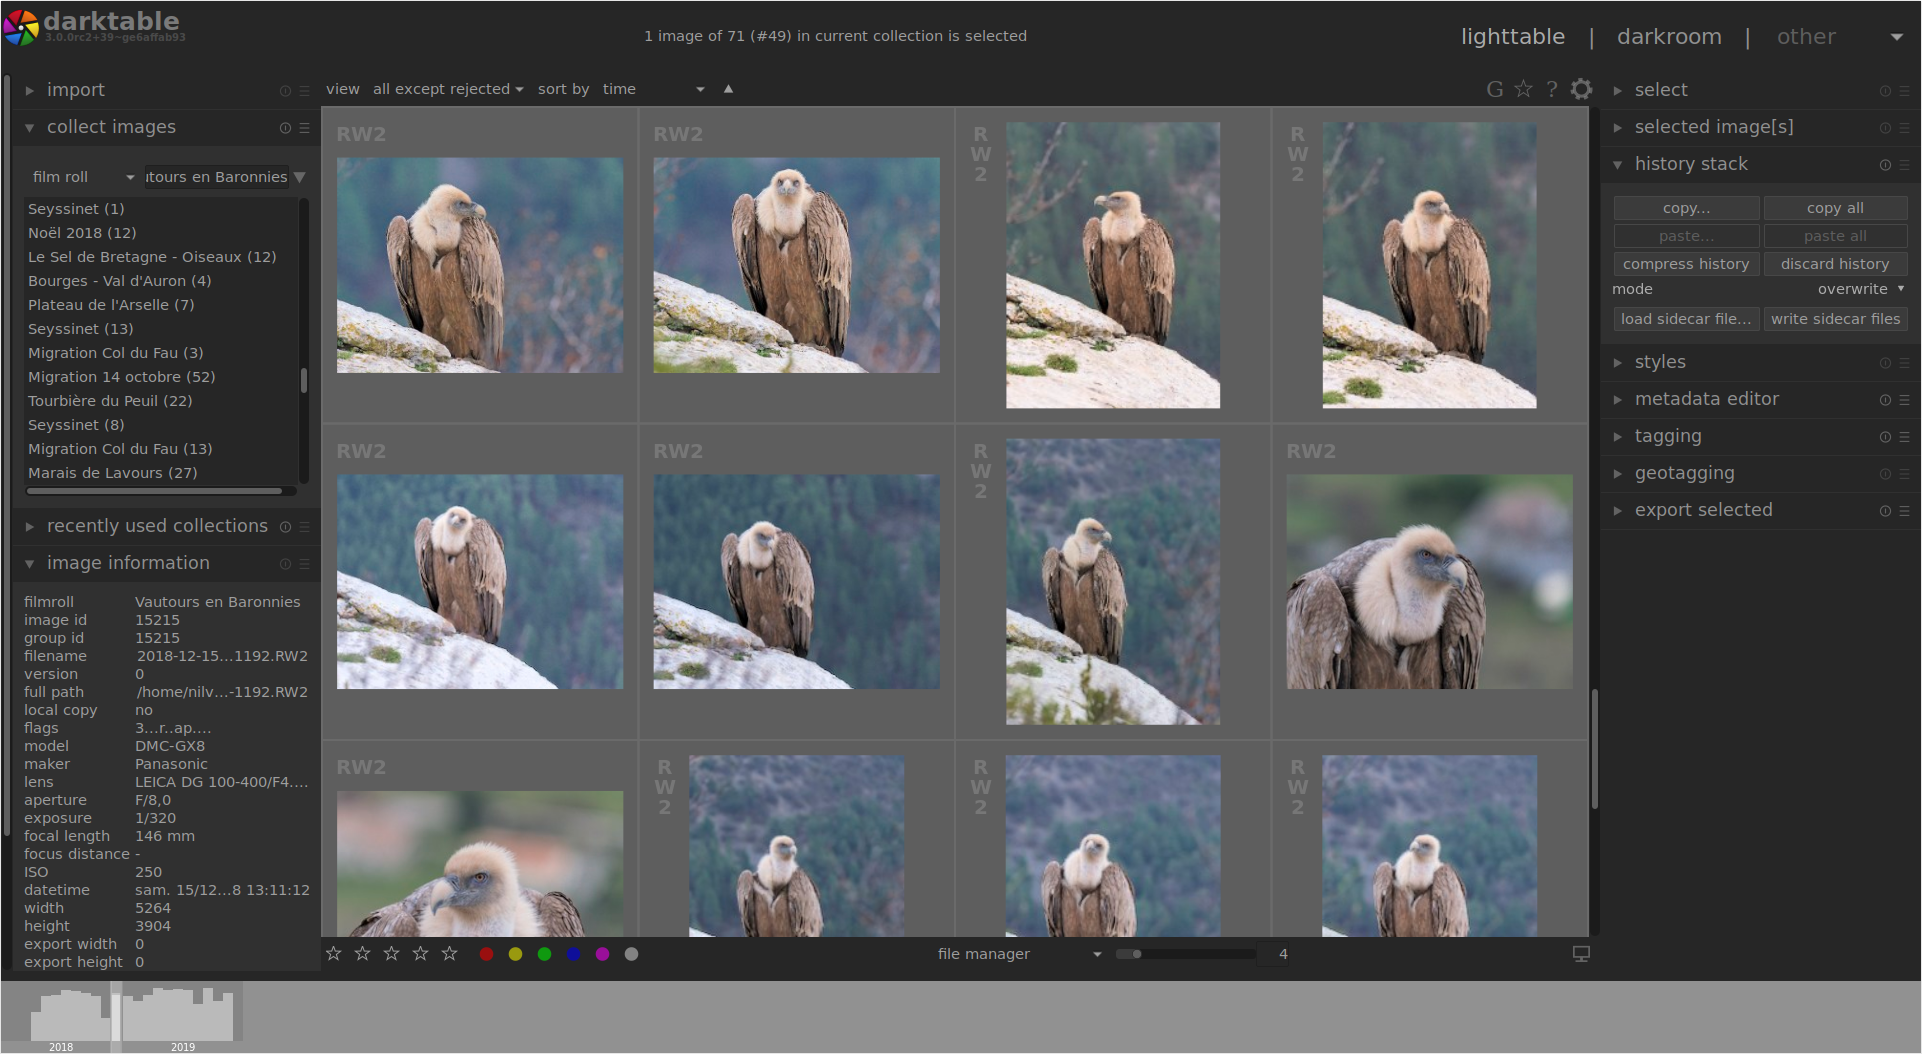 darktable
3.0.0rc2+39~ge6affab93
1 image of 71 (#49) in current collection is selected
lighttable | darkroom | other
import
collect images
film roll
utours en Baronnies
Seyssinet (1)
Noël 2018 (12)
Le Sel de Bretagne - Oiseaux (12)
Bourges - Val d'Auron (4)
Plateau de l'Arselle (7)
Seyssinet (13)
Migration Col du Fau (3)
Migration 14 octobre (52)
Tourbière du Peuil (22)
Seyssinet (8)
Migration Col du Fau (13)
Marais de Lavours (27)
recently used collections
image information
filmroll Vautours en Baronnies
image id 15215
group id 15215
filename 2018-12-15...1192.RW2
version 0
full path /home/nilv...-1192.RW2
local copy no
flags 3...r..ap....
model DMC-GX8
maker Panasonic
lens LEICA DG 100-400/F4....
aperture F/8,0
exposure 1/320
focal length 146 mm
focus distance -
ISO 250
datetime sam. 15/12...8 13:11:12
width 5264
height 3904
export width 0
export height 0
view all except rejected sort by time
G ?
RW2
RW2
R
W
2
R
W
2
RW2
RW2
R
W
2
RW2
RW2
R
W
2
R
W
2
R
W
2
file manager 4
select
selected image[s]
history stack
copy... copy all
paste... paste all
compress history discard history
mode overwrite
load sidecar file... write sidecar files
styles
metadata editor
tagging
geotagging
export selected
2018 2019